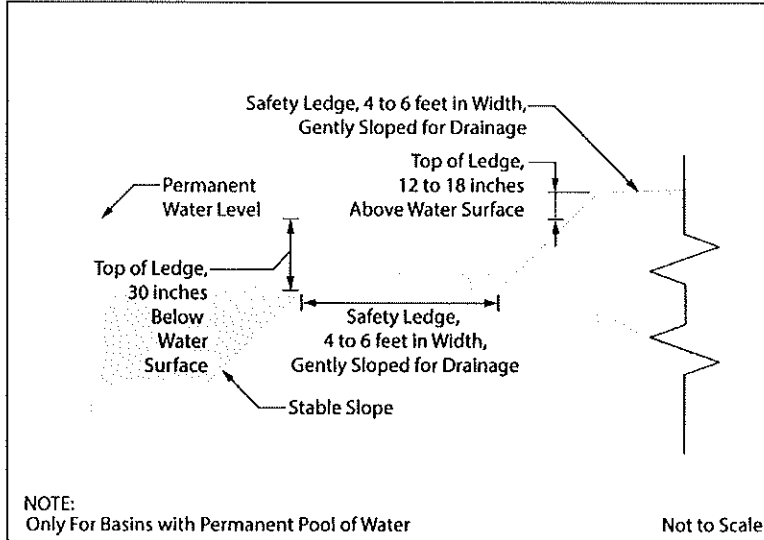 Safety Ledge, 4 to 6 feet in Width,
Gently Sloped for Drainage
Top of Ledge,
12 to 18 inches
Above Water Surface
Permanent
Water Level
Top of Ledge,
30 inches
Below
Water
Surface
Safety Ledge,
4 to 6 feet in Width,
Gently Sloped for Drainage
Stable Slope
NOTE:
Only For Basins with Permanent Pool of Water
Not to Scale